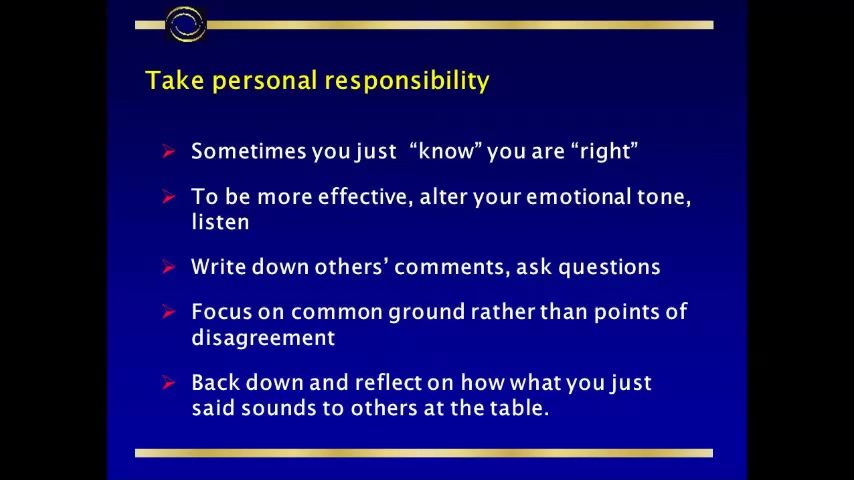 Take personal responsibility
Sometimes you just “know” you are “right”
To be more effective, alter your emotional tone,
listen
Write down others’ comments, ask questions
Focus on common ground rather than points of
disagreement
Back down and reflect on how what you just
said sounds to others at the table.